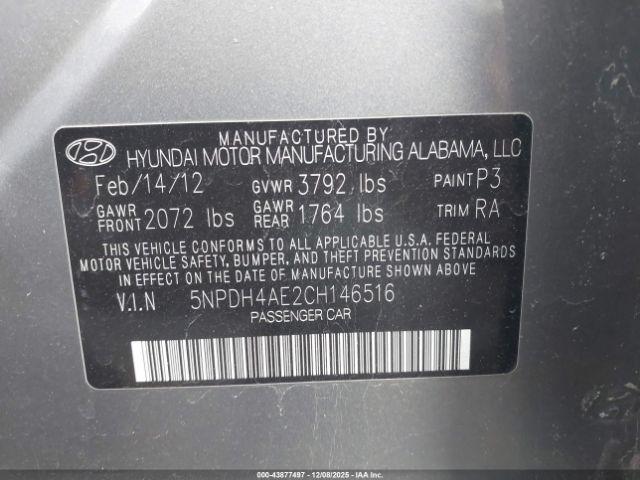 MANUFACTURED BY
HYUNDAI MOTOR MANUFACTURING ALABAMA, LLC
Feb/14/12 GVWR 3792 lbs PAINT P3
GAWR FRONT 2072 lbs GAWR REAR 1764 lbs TRIM RA
THIS VEHICLE CONFORMS TO ALL APPLICABLE U.S.A. FEDERAL
MOTOR VEHICLE SAFETY, BUMPER, AND THEFT PREVENTION STANDARDS
IN EFFECT ON THE DATE OF MANUFACTURE SHOWN ABOVE
V.I.N 5NPDH4AE2CH146516
PASSENGER CAR
000-43877497 - 12/08/2025 - COPYRIGHT IAA, LLC.